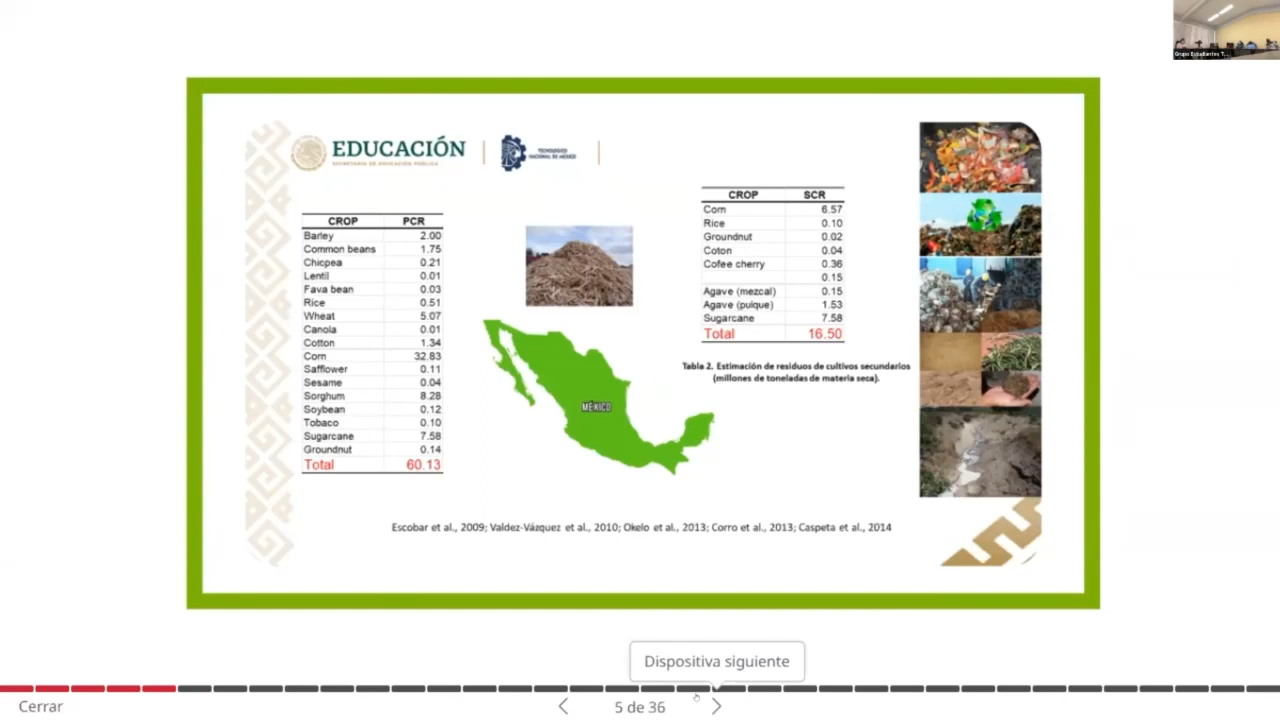 Grupo Estudiantes T...
EDUCACIÓN
SECRETARÍA DE EDUCACIÓN PÚBLICA
TECNOLÓGICO
NACIONAL DE MÉXICO
CROP PCR
Barley 2.00
Common beans 1.75
Chicpea 0.21
Lentil 0.01
Fava bean 0.03
Rice 0.51
Wheat 5.07
Canola 0.01
Cotton 1.34
Corn 32.83
Safflower 0.11
Sesame 0.04
Sorghum 8.28
Soybean 0.12
Tobaco 0.10
Sugarcane 7.58
Groundnut 0.14
Total 60.13
MÉXICO
CROP SCR
Corn 6.57
Rice 0.10
Groundnut 0.02
Coton 0.04
Cofee cherry 0.36
0.15
Agave (mezcal) 0.15
Agave (pulque) 1.53
Sugarcane 7.58
Total 16.50
Tabla 2. Estimación de residuos de cultivos secundarios
(millones de toneladas de materia seca).
Escobar et al., 2009; Valdez-Vázquez et al., 2010; Okelo et al., 2013; Corro et al., 2013; Caspeta et al., 2014
Dispositiva siguiente
Cerrar
5 de 36